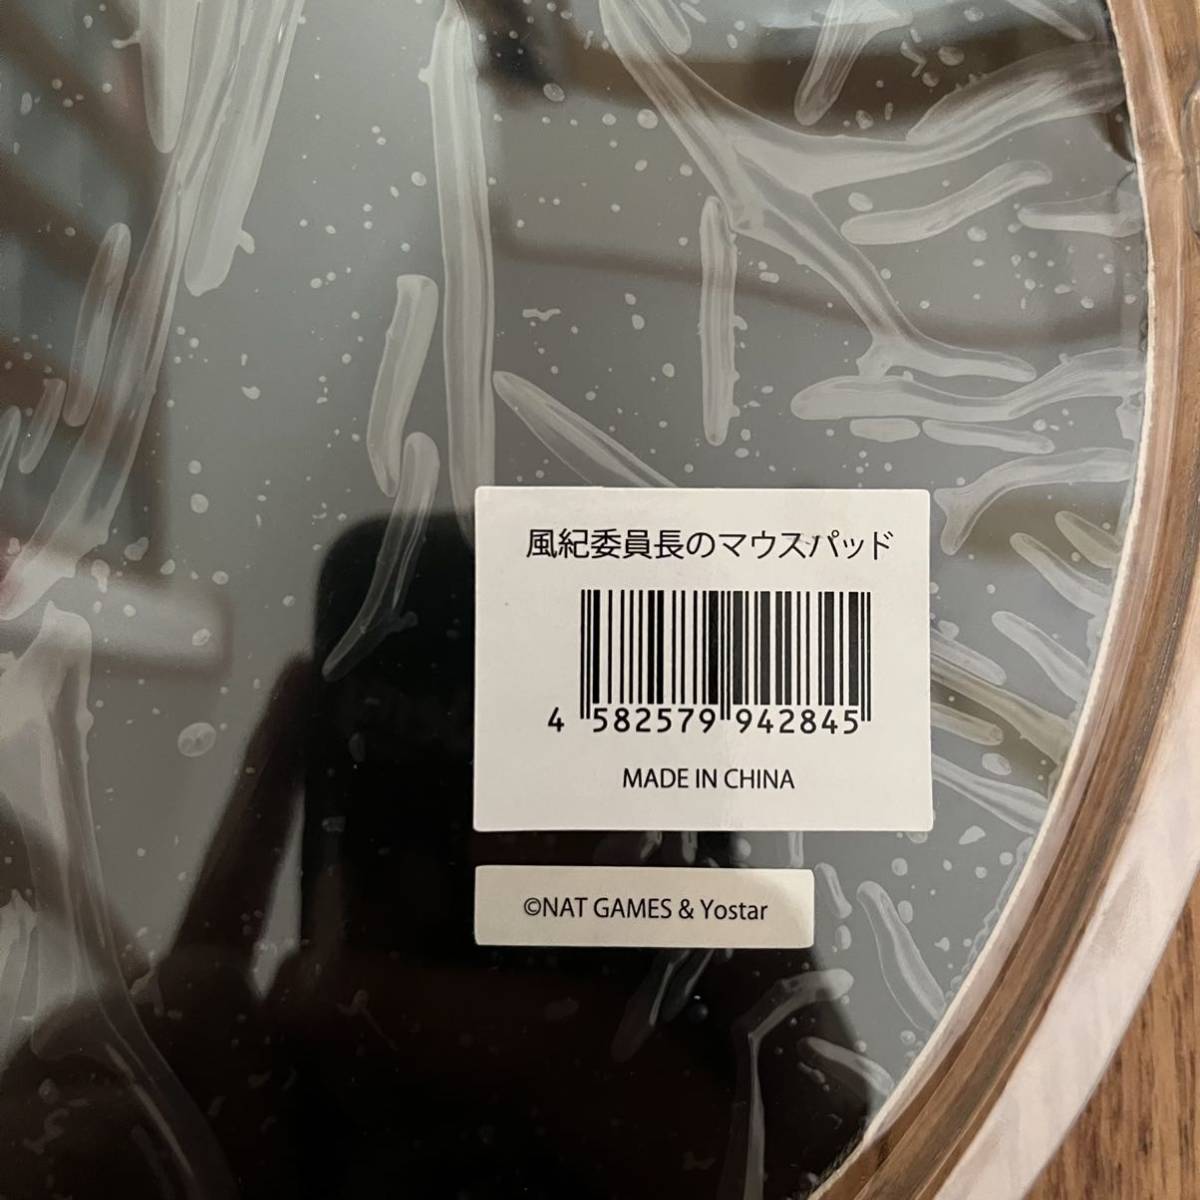 風紀委員長のマウスパッド
4 582579 942845
MADE IN CHINA
©NAT GAMES & Yostar